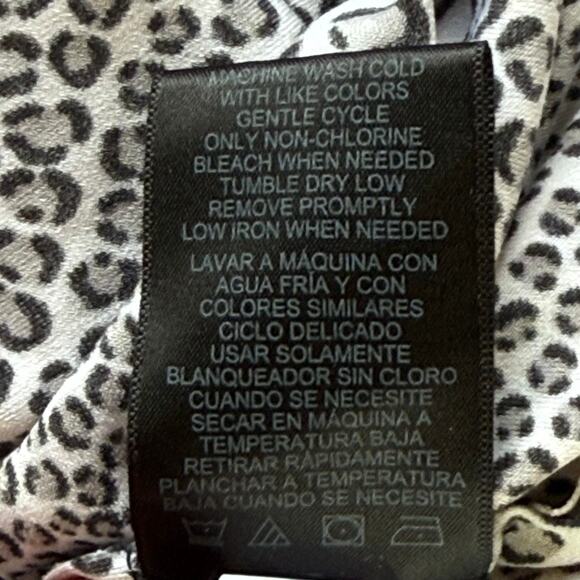 MACHINE WASH COLD
WITH LIKE COLORS
GENTLE CYCLE
ONLY NON-CHLORINE
BLEACH WHEN NEEDED
TUMBLE DRY LOW
REMOVE PROMPTLY
LOW IRON WHEN NEEDED
LAVAR A MÁQUINA CON
AGUA FRÍA Y CON
COLORES SIMILARES
CICLO DELICADO
USAR SOLAMENTE
BLANQUEADOR SIN CLORO
CUANDO SE NECESITE
SECAR EN MÁQUINA A
TEMPERATURA BAJA
RETIRAR RÁPIDAMENTE
PLANCHAR A TEMPERATURA
BAJA CUANDO SE NECESITE